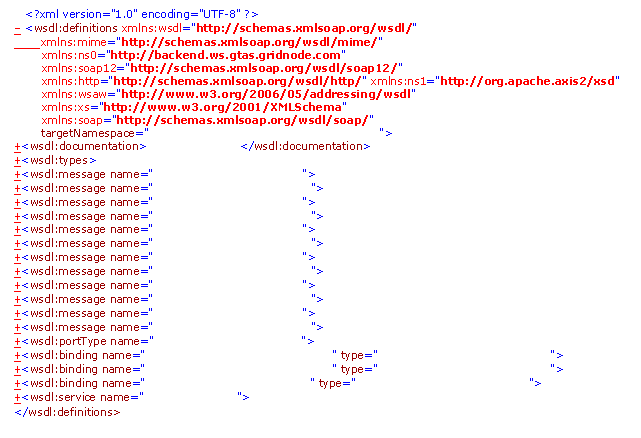 <?xml version="1.0" encoding="UTF-8" ?>
- <wsdl:definitions xmlns:wsdl="http://schemas.xmlsoap.org/wsdl/"
xmlns:mime="http://schemas.xmlsoap.org/wsdl/mime/"
xmlns:ns0="http://backend.ws.gtas.gridnode.com"
xmlns:soap12="http://schemas.xmlsoap.org/wsdl/soap12/"
xmlns:http="http://schemas.xmlsoap.org/wsdl/http/" xmlns:ns1="http://org.apache.axis2/xsd"
xmlns:wsaw="http://www.w3.org/2006/05/addressing/wsdl"
xmlns:xs="http://www.w3.org/2001/XMLSchema"
xmlns:soap="http://schemas.xmlsoap.org/wsdl/soap/"
targetNamespace=" ">
+<wsdl:documentation> </wsdl:documentation>
+<wsdl:types>
+<wsdl:message name=" ">
+<wsdl:message name=" ">
+<wsdl:message name=" ">
+<wsdl:message name=" ">
+<wsdl:message name=" ">
+<wsdl:message name=" ">
+<wsdl:message name=" ">
+<wsdl:message name=" ">
+<wsdl:message name=" ">
+<wsdl:message name=" ">
+<wsdl:message name=" ">
+<wsdl:message name=" ">
+<wsdl:portType name=" ">
+<wsdl:binding name=" " type=" ">
+<wsdl:binding name=" " type=" ">
+<wsdl:binding name=" " type=" ">
+<wsdl:service name=" ">
</wsdl:definitions>